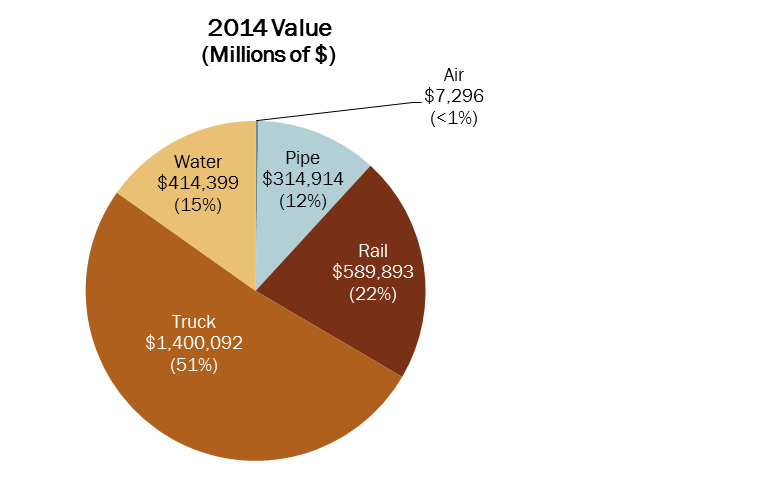 2014 Value
(Millions of $)
Air
$7,296
(<1%)
Pipe
$314,914
(12%)
Water
$414,399
(15%)
Rail
$589,893
(22%)
Truck
$1,400,092
(51%)